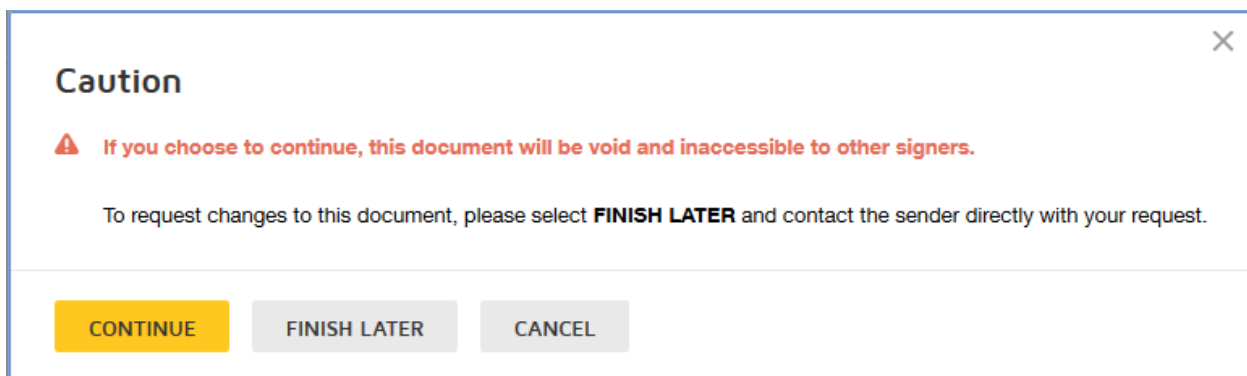 Caution
If you choose to continue, this document will be void and inaccessible to other signers.
To request changes to this document, please select FINISH LATER and contact the sender directly with your request.
CONTINUE
FINISH LATER
CANCEL